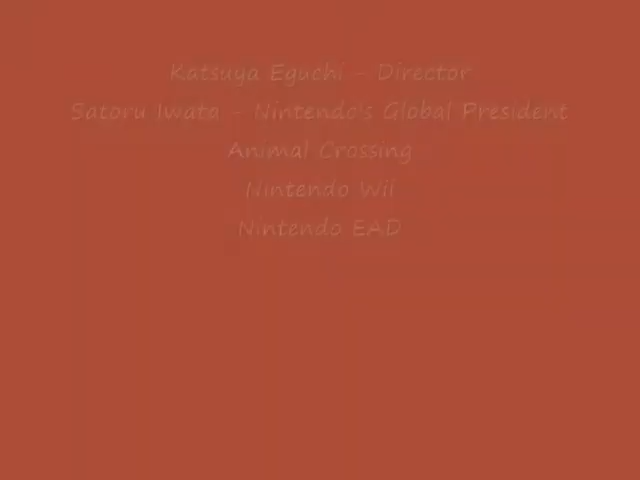 Katsuya Eguchi - Director
Satoru Iwata - Nintendo's Global President
Animal Crossing
Nintendo Wii
Nintendo EAD